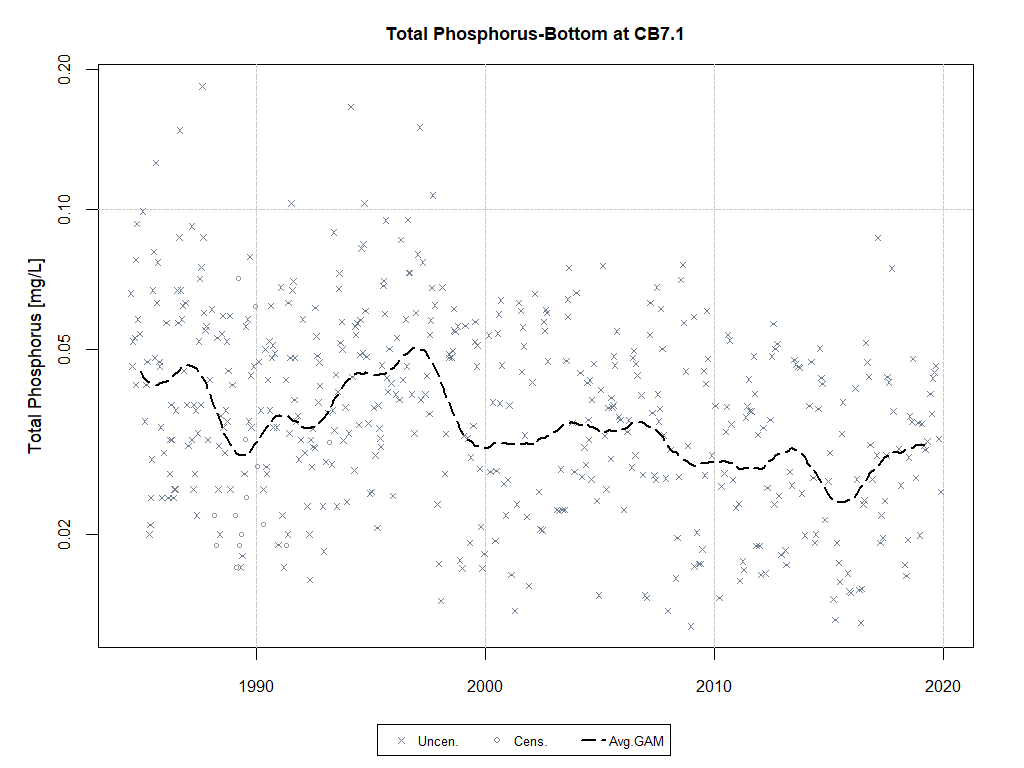 Total Phosphorus-Bottom at CB7.1
Total Phosphorus [mg/L]
0.20
0.10
0.05
0.02
1990 2000 2010 2020
Uncen. Cens. Avg.GAM